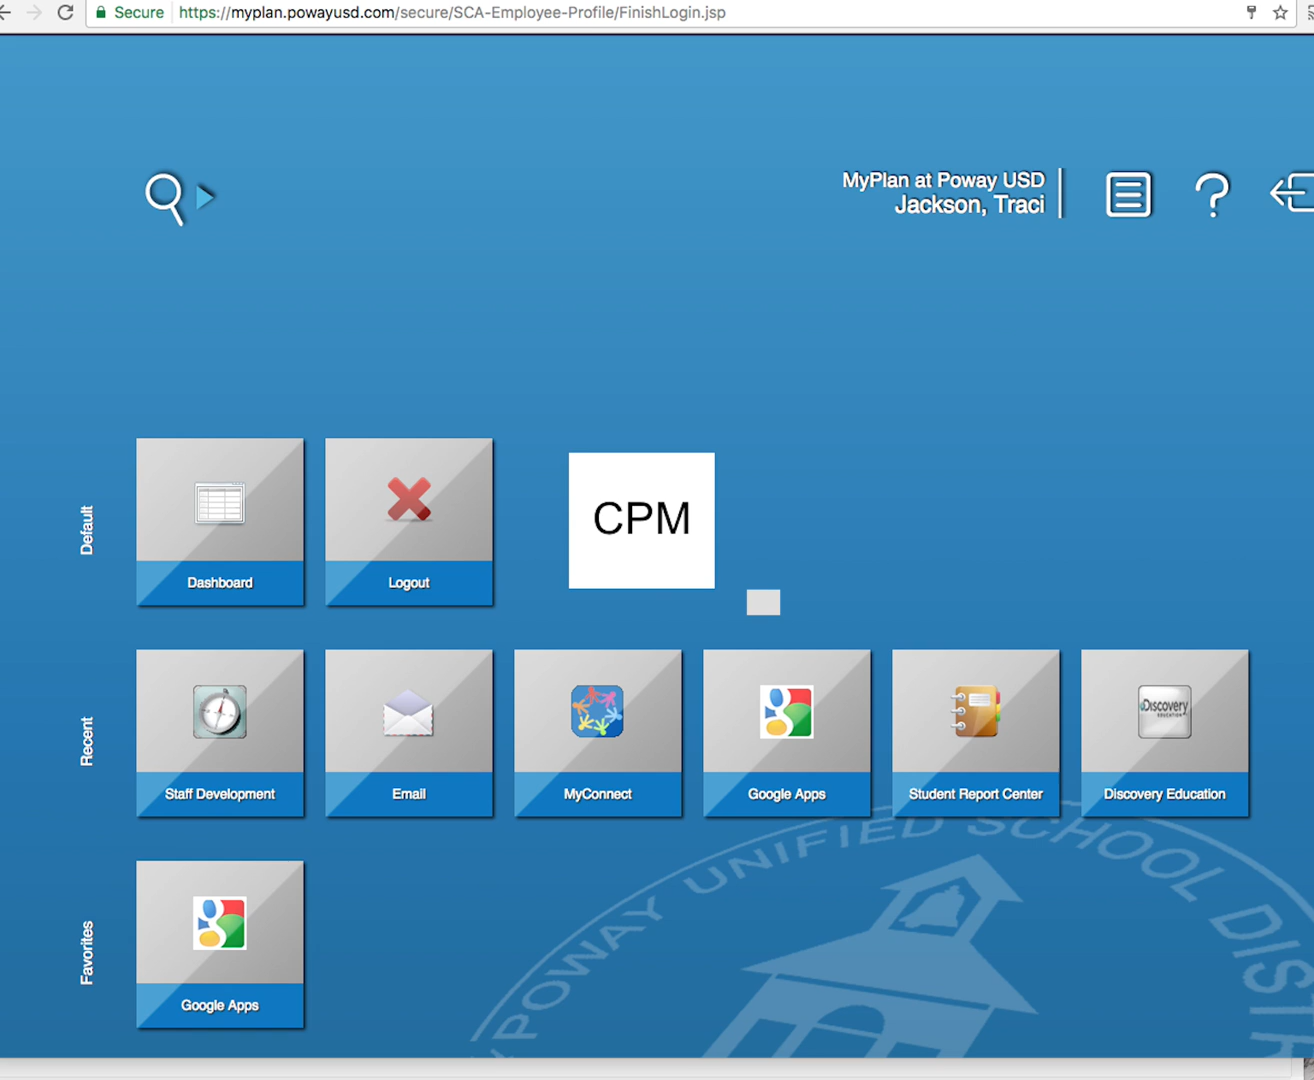 Secure https://myplan.powayusd.com/secure/SCA-Employee-Profile/FinishLogin.jsp
MyPlan at Poway USD
Jackson, Traci
?
Default
CPM
Dashboard
Logout
Recent
Discovery
EDUCATION
Staff Development
Email
MyConnect
Google Apps
Student Report Center
Discovery Education
POWAY UNIFIED SCHOOL DISTR
Favorites
g
Google Apps